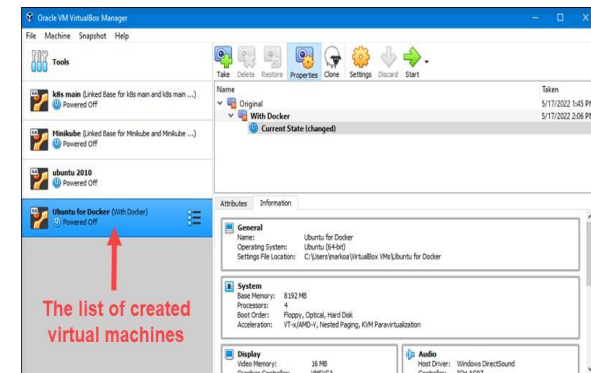 Oracle VM VirtualBox Manager
File Machine Snapshot Help
Tools
Take Delete Restore Properties Clone Settings Discard Start
Name Taken
Original 5/17/2022 1:45 PM
With Docker 5/17/2022 2:06 PM
Current State (changed)
k8s main (Linked Base for k8s main and k8s main ...)
Powered Off
Minikube (Linked Base for Minikube and Minikube ...)
Powered Off
ubuntu 2010
Powered Off
Ubuntu for Docker (With Docker)
Powered Off
The list of created
virtual machines
Attributes Information
General
Name: Ubuntu for Docker
Operating System: Ubuntu (64-bit)
Settings File Location: C:\Users\markoa\VirtualBox VMs\Ubuntu for Docker
System
Base Memory: 8192 MB
Processors: 4
Boot Order: Floppy, Optical, Hard Disk
Acceleration: VT-x/AMD-V, Nested Paging, KVM Paravirtualization
Display
Video Memory: 16 MB
Audio
Host Driver: Windows DirectSound